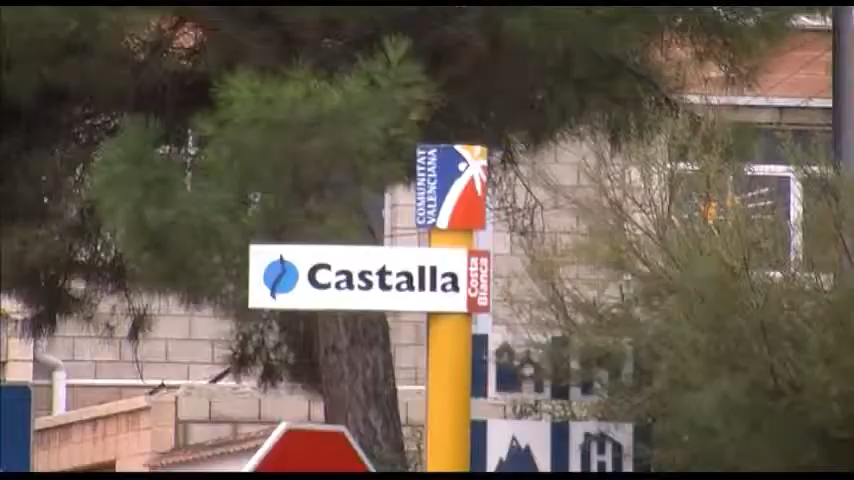 COMUNITAT
VALENCIANA
Castalla
Costa
Blanca
H